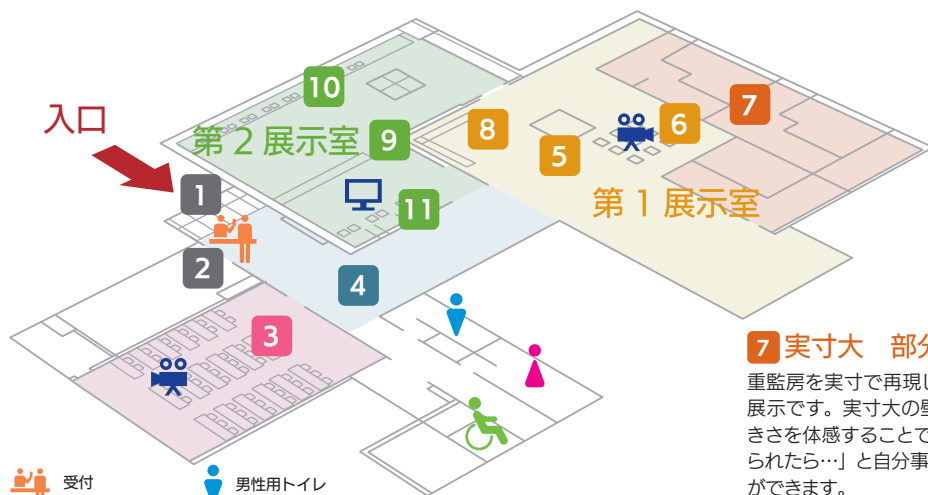 入口
10
第2展示室
9
8
6
7
5
1
11
第1展示室
2
4
3
7 実寸大 部分
重監房を実寸で再現し
展示です。実寸大の
きさを体感することで
られたら…」と自分事
ができます。
受付
男性用トイレ